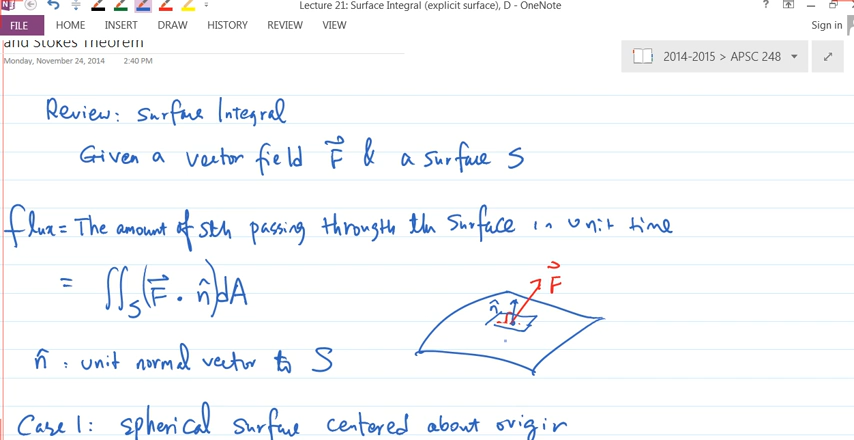 Lecture 21: Surface Integral (explicit surface), D - OneNote
?
FILE HOME INSERT DRAW HISTORY REVIEW VIEW Sign in
and Stokes Theorem
Monday, November 24, 2014 2:40 PM
2014-2015 > APSC 248
Review: Surface Integral
Given a vector field F⃗ & a surface S
flux = The amount of sth passing throungth the surface in unit time
= ∬_S (F⃗ · n̂) dA
F⃗
n̂
n̂ : unit normal vector to S
Case 1: spherical surface centered about origin